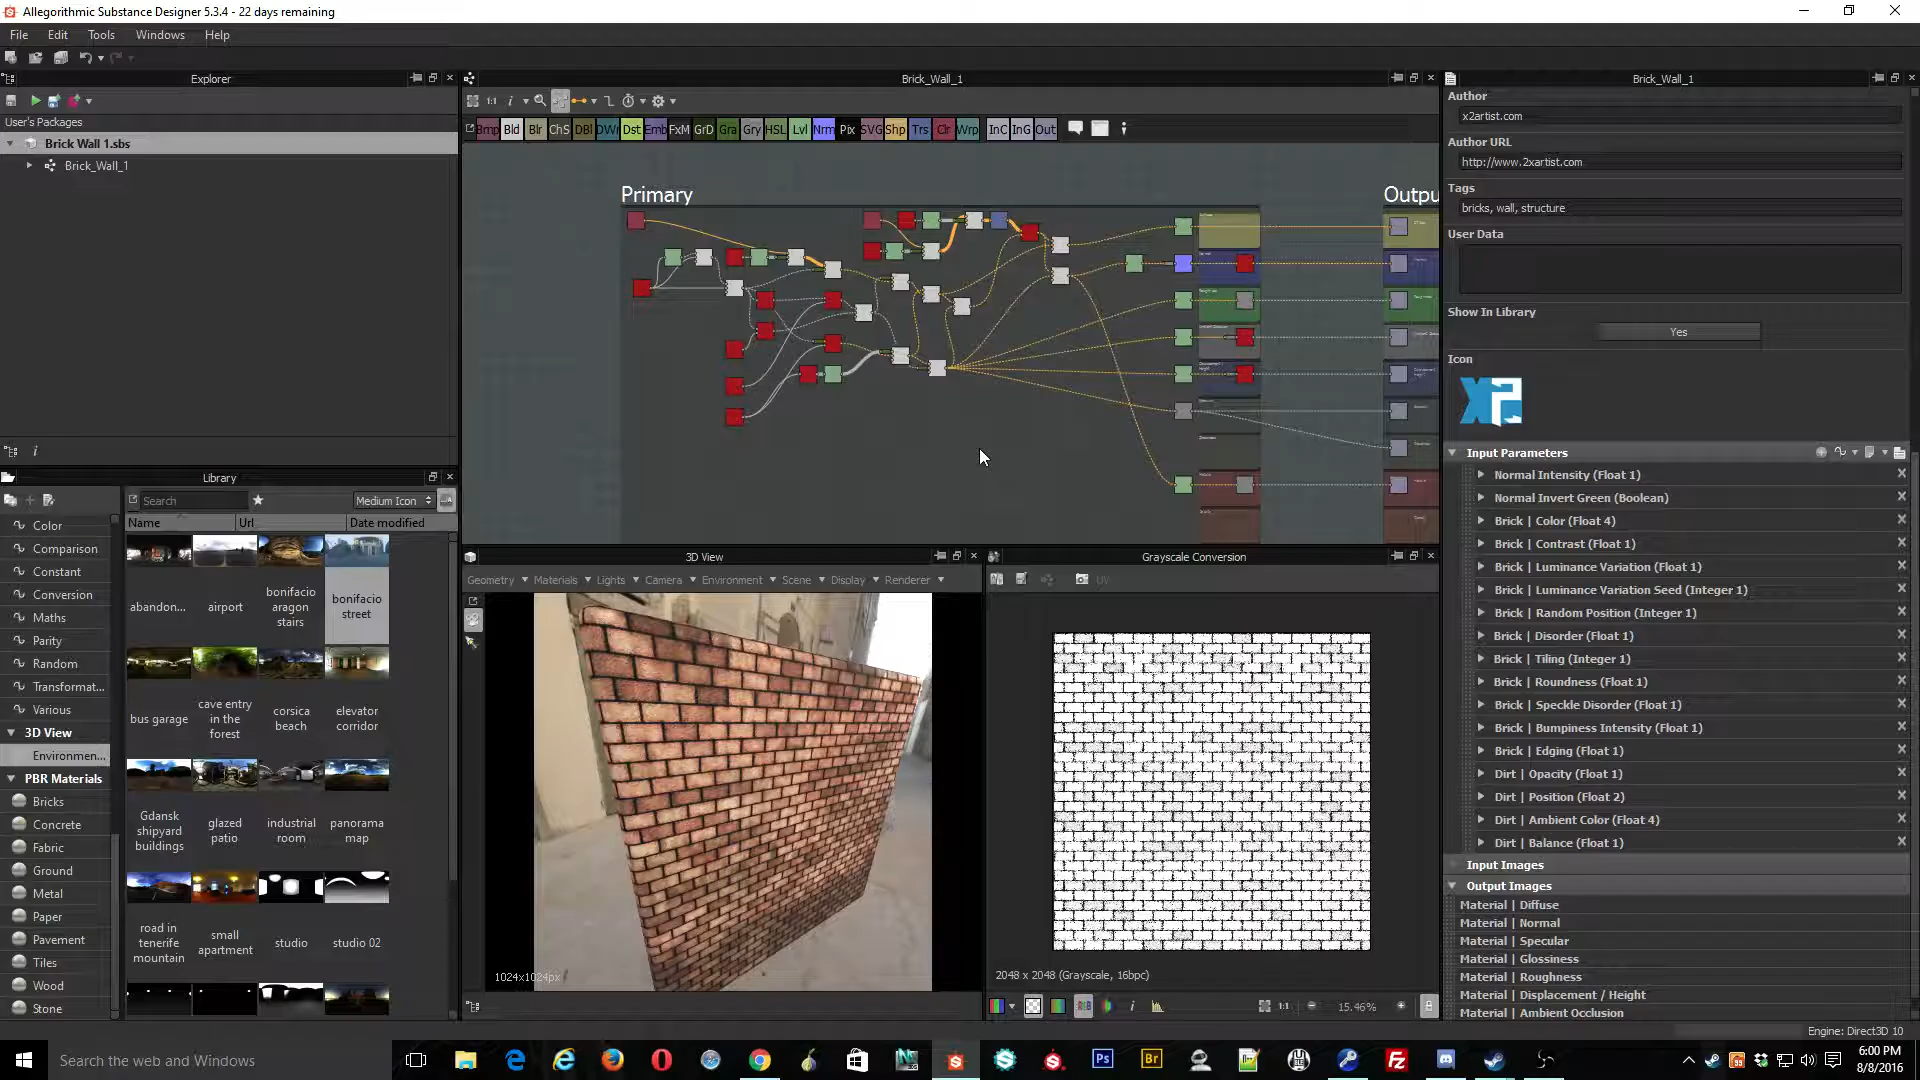 Allegorithmic Substance Designer 5.3.4 - 22 days remaining
File Edit Tools Windows Help
Explorer
User's Packages
Brick Wall 1.sbs
Brick_Wall_1
Library
Search
Medium Icon
Name Url Date modified
Color
Comparison
Constant
Conversion
Maths
Parity
Random
Transformat...
Various
3D View
Environmen...
PBR Materials
Bricks
Concrete
Fabric
Ground
Metal
Paper
Pavement
Tiles
Wood
Stone
abandon...
airport
bonifacio aragon stairs
bonifacio street
bus garage
cave entry in the forest
corsica beach
elevator corridor
Gdansk shipyard buildings
glazed patio
industrial room
panorama map
road in tenerife mountain
small apartment
studio
studio 02
Brick_Wall_1
1:1
Bmp Bld Blr ChS DBl DWr Dst Emb FxM GrD Gra Gry HSL Lvl Nrm Pix SVG Shp Trs Clr Wrp InC InG Out
Primary
Outpu
3D View
Geometry Materials Lights Camera Environment Scene Display Renderer
1024x1024px
Grayscale Conversion
UV
2048 x 2048 (Grayscale, 16bpc)
1:1
15.46%
Brick_Wall_1
Author
x2artist.com
Author URL
http://www.2xartist.com
Tags
bricks, wall, structure
User Data
Show In Library
Yes
Icon
X2
Input Parameters
Normal Intensity (Float 1)
Normal Invert Green (Boolean)
Brick | Color (Float 4)
Brick | Contrast (Float 1)
Brick | Luminance Variation (Float 1)
Brick | Luminance Variation Seed (Integer 1)
Brick | Random Position (Integer 1)
Brick | Disorder (Float 1)
Brick | Tiling (Integer 1)
Brick | Roundness (Float 1)
Brick | Speckle Disorder (Float 1)
Brick | Bumpiness Intensity (Float 1)
Brick | Edging (Float 1)
Dirt | Opacity (Float 1)
Dirt | Position (Float 2)
Dirt | Ambient Color (Float 4)
Dirt | Balance (Float 1)
Input Images
Output Images
Material | Diffuse
Material | Normal
Material | Specular
Material | Glossiness
Material | Roughness
Material | Displacement / Height
Material | Ambient Occlusion
Engine: Direct3D 10
Search the web and Windows
Ps
Br
6:00 PM
8/8/2016